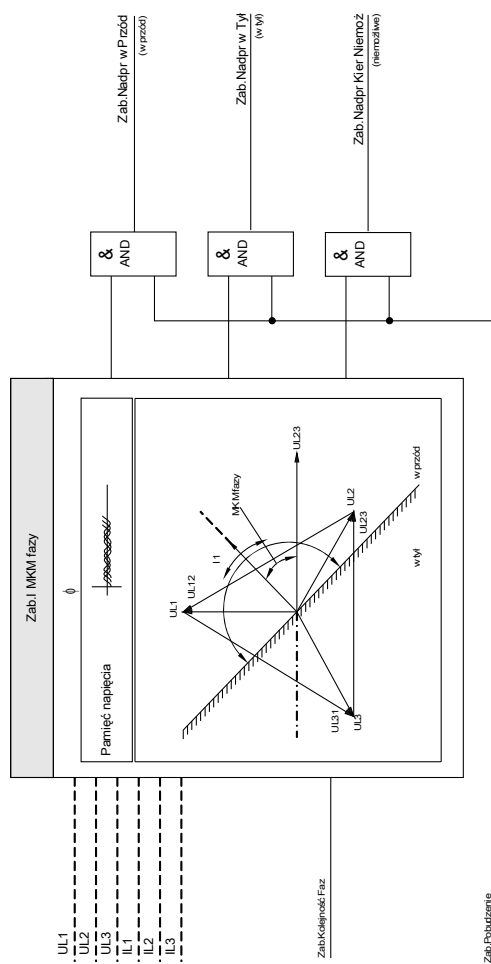 Zab.I MKM fazy
ϕ
Pamięć napięcia
UL1
UL2
UL3
IL1
IL2
IL3
UL1
UL12
I1
MKMfazy
UL23
UL2
UL23
UL31
UL3
w przód
w tył
&
AND
Zab.Nadpr w Przód
(w przód)
&
AND
Zab.Nadpr w Tył
(w tył)
&
AND
Zab.Nadpr Kier Niemoż
(niemożliwe)
Zab.Kolejność Faz
Zab.Pobudzenie